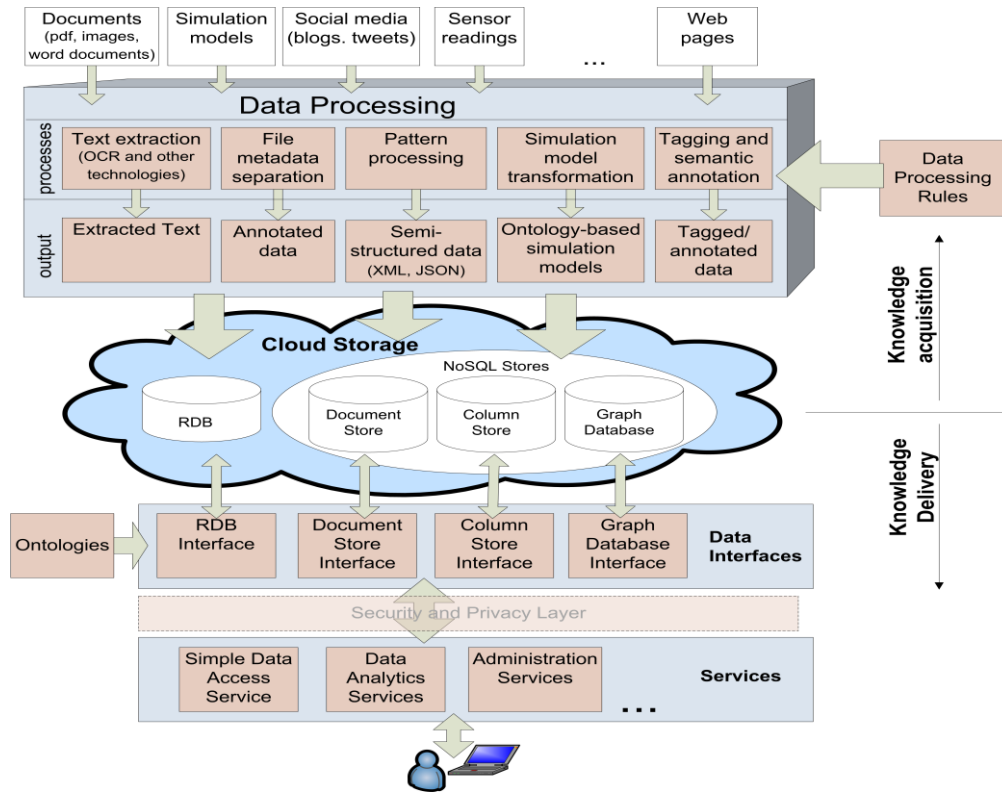 Documents
(pdf, images,
word documents)
Simulation
models
Social media
(blogs. tweets)
Sensor
readings
...
Web
pages
Data Processing
processes
Text extraction
(OCR and other
technologies)
File
metadata
separation
Pattern
processing
Simulation
model
transformation
Tagging and
semantic
annotation
Data
Processing
Rules
output
Extracted Text
Annotated
data
Semi-
structured data
(XML, JSON)
Ontology-based
simulation
models
Tagged/
annotated
data
Knowledge
acquisition
Cloud Storage
NoSQL Stores
RDB
Document
Store
Column
Store
Graph
Database
Knowledge
Delivery
Ontologies
RDB
Interface
Document
Store
Interface
Column
Store
Interface
Graph
Database
Interface
Data
Interfaces
Security and Privacy Layer
Simple Data
Access
Service
Data
Analytics
Services
Administration
Services
...
Services